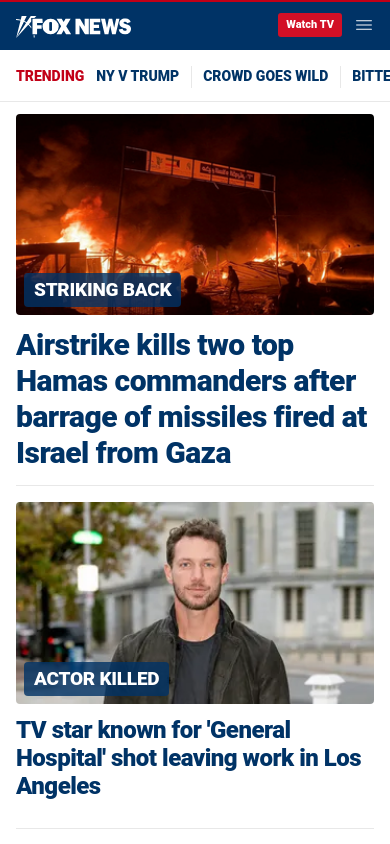 FOX NEWS
Watch TV
TRENDING NY V TRUMP CROWD GOES WILD BITTE
STRIKING BACK
Airstrike kills two top
Hamas commanders after
barrage of missiles fired at
Israel from Gaza
ACTOR KILLED
TV star known for 'General
Hospital' shot leaving work in Los
Angeles